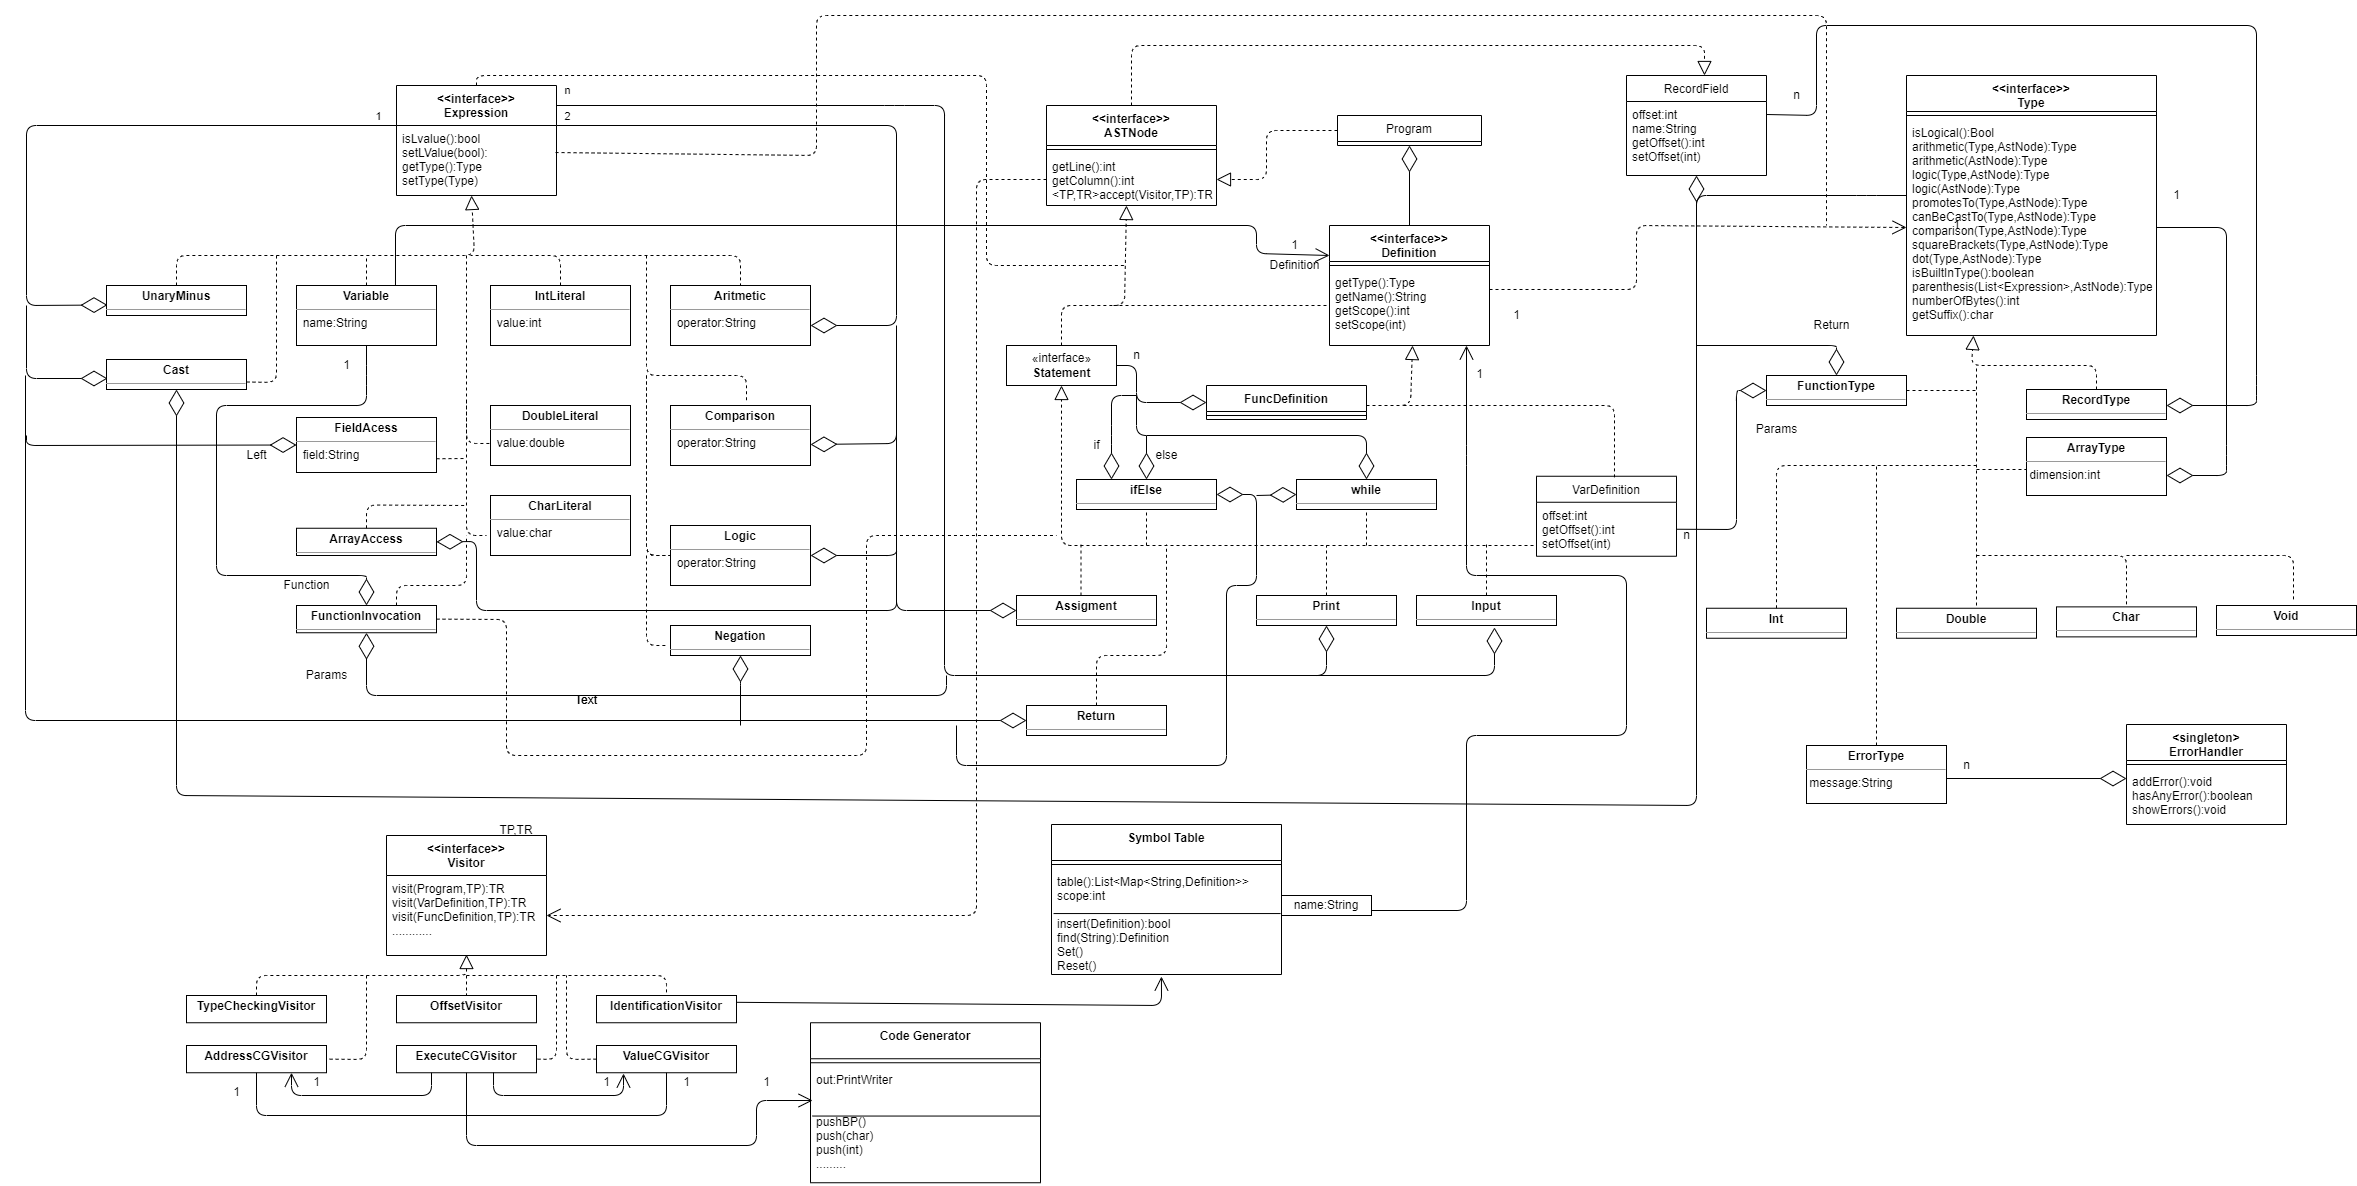 <<interface>>
Expression
isLvalue():bool
setLValue(bool):
getType():Type
setType(Type)
n
2
1
<<interface>>
ASTNode
getLine():int
getColumn():int
<TP,TR>accept(Visitor,TP):TR
Program
RecordField
offset:int
name:String
getOffset():int
setOffset(int)
n
<<interface>>
Type
isLogical():Bool
arithmetic(Type,AstNode):Type
arithmetic(AstNode):Type
logic(Type,AstNode):Type
logic(AstNode):Type
promotesTo(Type,AstNode):Type
canBeCastTo(Type,AstNode):Type
comparison(Type,AstNode):Type
squareBrackets(Type,AstNode):Type
dot(Type,AstNode):Type
isBuiltInType():boolean
parenthesis(List<Expression>,AstNode):Type
numberOfBytes():int
getSuffix():char
1
1
1
Definition
<<interface>>
Definition
getType():Type
getName():String
getScope():int
setScope(int)
1
1
UnaryMinus
Variable
name:String
1
IntLiteral
value:int
Aritmetic
operator:String
Cast
FieldAcess
field:String
Left
DoubleLiteral
value:double
Comparison
operator:String
ArrayAccess
CharLiteral
value:char
Logic
operator:String
Function
FunctionInvocation
Params
Negation
Text
«interface»
Statement
n
FuncDefinition
if
else
ifElse
while
VarDefinition
offset:int
getOffset():int
setOffset(int)
n
Assigment
Print
Input
Return
Return
FunctionType
Params
RecordType
ArrayType
dimension:int
Int
Double
Char
Void
ErrorType
message:String
n
<singleton>
ErrorHandler
addError():void
hasAnyError():boolean
showErrors():void
TP,TR
<<interface>>
Visitor
visit(Program,TP):TR
visit(VarDefinition,TP):TR
visit(FuncDefinition,TP):TR
............
Symbol Table
table():List<Map<String,Definition>>
scope:int
insert(Definition):bool
find(String):Definition
Set()
Reset()
name:String
TypeCheckingVisitor
OffsetVisitor
IdentificationVisitor
AddressCGVisitor
ExecuteCGVisitor
ValueCGVisitor
1
1
1
1
1
Code Generator
out:PrintWriter
pushBP()
push(char)
push(int)
.........